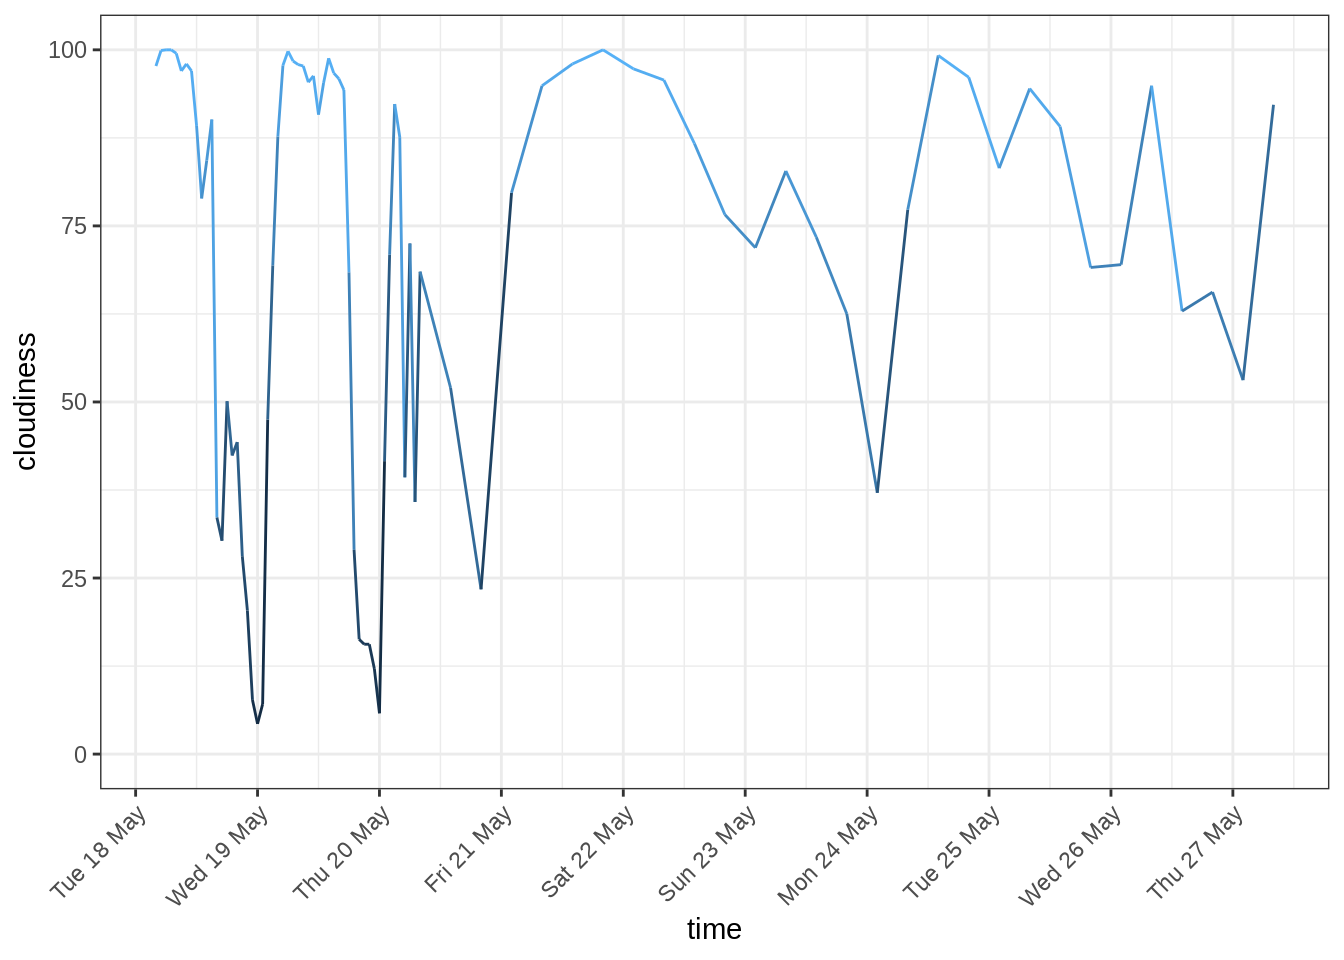 100
75
50
25
0
cloudiness
Tue 18 May
Wed 19 May
Thu 20 May
Fri 21 May
Sat 22 May
Sun 23 May
Mon 24 May
Tue 25 May
Wed 26 May
Thu 27 May
time